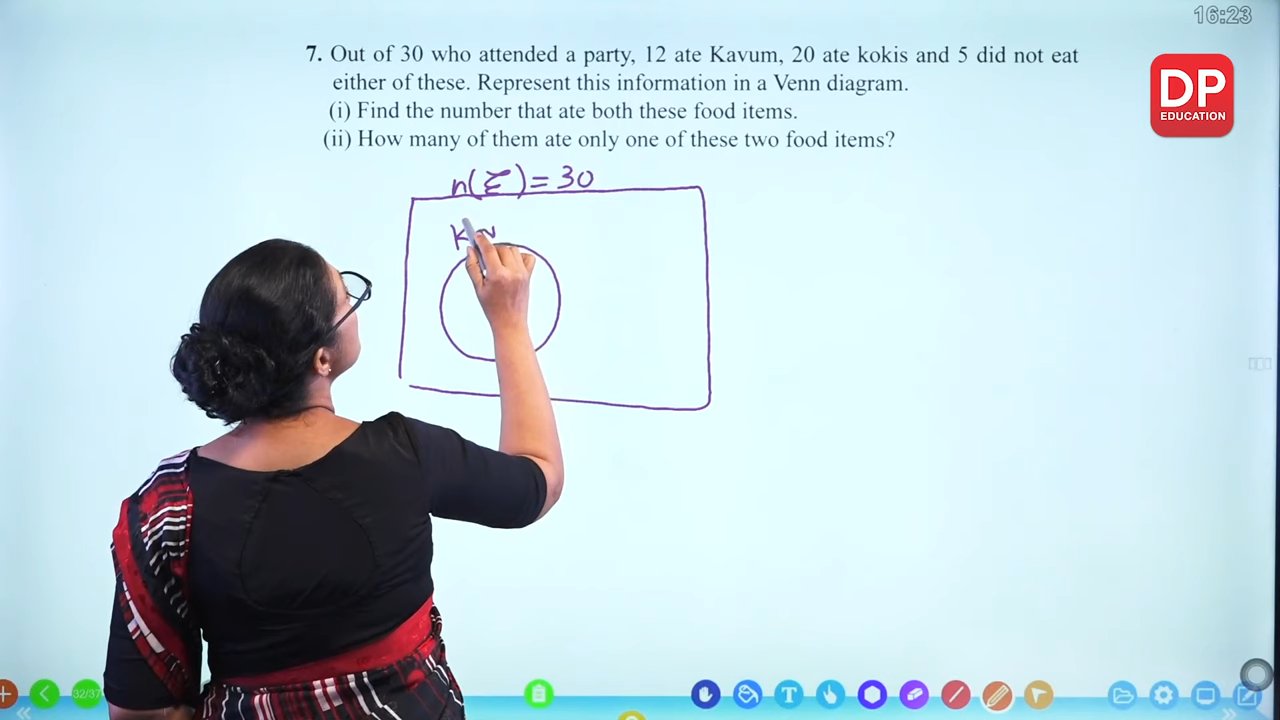 16:23
7. Out of 30 who attended a party, 12 ate Kavum, 20 ate kokis and 5 did not eat
either of these. Represent this information in a Venn diagram.
(i) Find the number that ate both these food items.
(ii) How many of them ate only one of these two food items?
DP
EDUCATION
n(ξ) = 30
32/37